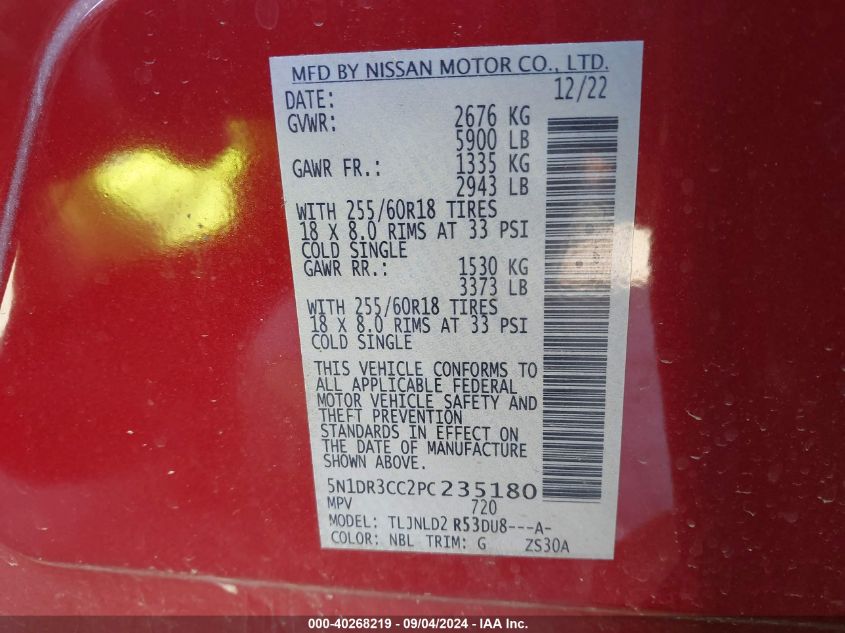 MFD BY NISSAN MOTOR CO., LTD.
DATE: 12/22
GVWR: 2676 KG
5900 LB
GAWR FR.: 1335 KG
2943 LB
WITH 255/60R18 TIRES
18 X 8.0 RIMS AT 33 PSI
COLD SINGLE
GAWR RR.: 1530 KG
3373 LB
WITH 255/60R18 TIRES
18 X 8.0 RIMS AT 33 PSI
COLD SINGLE
THIS VEHICLE CONFORMS TO
ALL APPLICABLE FEDERAL
MOTOR VEHICLE SAFETY AND
THEFT PREVENTION
STANDARDS IN EFFECT ON
THE DATE OF MANUFACTURE
SHOWN ABOVE.
5N1DR3CC2PC235180
MPV 720
MODEL: TLJNLD2 R53DU8---A-
COLOR: NBL TRIM: G ZS30A
000-40268219 - 09/04/2024 - IAA Inc.